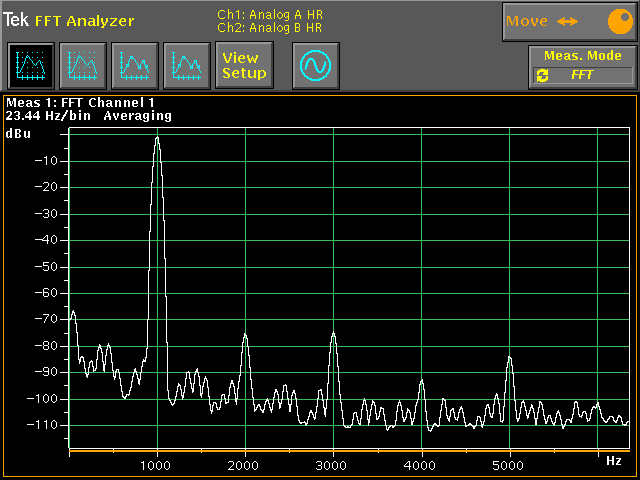 Tek FFT Analyzer
Ch1: Analog A HR
Ch2: Analog B HR
Move
View
Setup
Meas. Mode
FFT
Meas 1: FFT Channel 1
23.44 Hz/bin Averaging
dBu
-10
-20
-30
-40
-50
-60
-70
-80
-90
-100
-110
1000 2000 3000 4000 5000 Hz